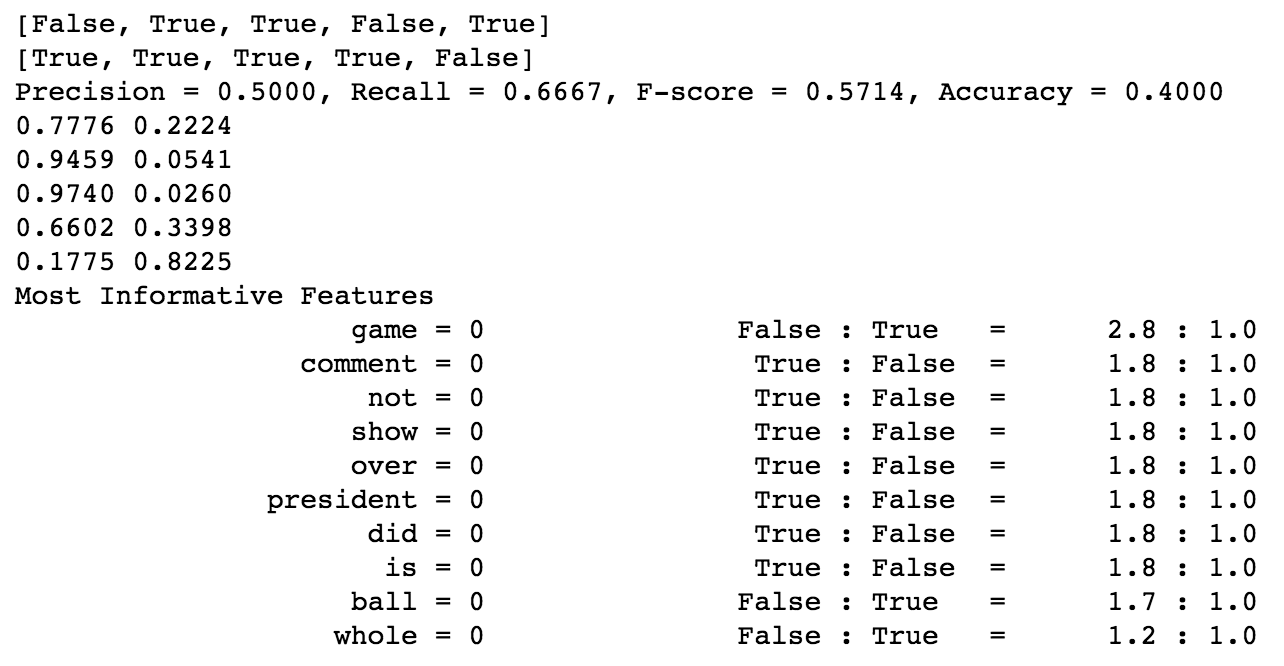 [False, True, True, False, True]
[True, True, True, True, False]
Precision = 0.5000, Recall = 0.6667, F-score = 0.5714, Accuracy = 0.4000
0.7776 0.2224
0.9459 0.0541
0.9740 0.0260
0.6602 0.3398
0.1775 0.8225
Most Informative Features
game = 0 False : True = 2.8 : 1.0
comment = 0 True : False = 1.8 : 1.0
not = 0 True : False = 1.8 : 1.0
show = 0 True : False = 1.8 : 1.0
over = 0 True : False = 1.8 : 1.0
president = 0 True : False = 1.8 : 1.0
did = 0 True : False = 1.8 : 1.0
is = 0 True : False = 1.8 : 1.0
ball = 0 False : True = 1.7 : 1.0
whole = 0 False : True = 1.2 : 1.0